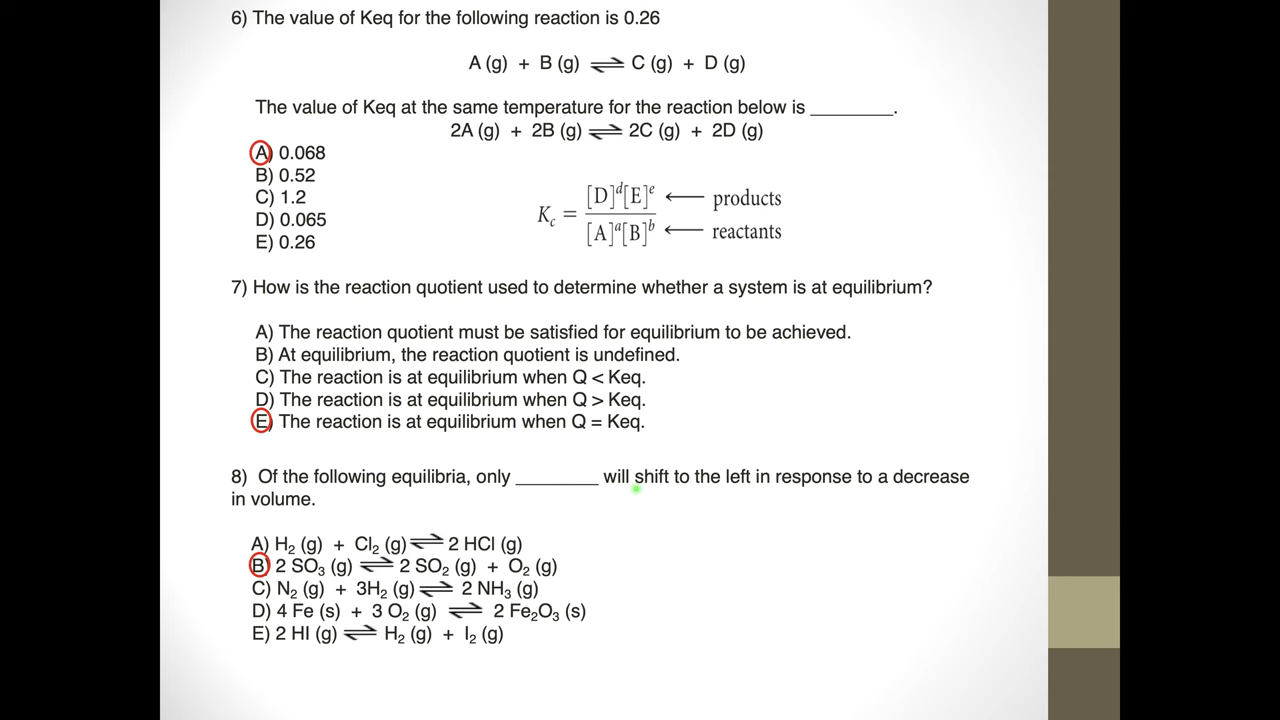 6) The value of Keq for the following reaction is 0.26
A (g) + B (g) ⇌ C (g) + D (g)
The value of Keq at the same temperature for the reaction below is ________.
2A (g) + 2B (g) ⇌ 2C (g) + 2D (g)
A) 0.068
B) 0.52
C) 1.2
D) 0.065
E) 0.26
[D]ᵈ[E]ᵉ ⟵ products
K꜀ =
[A]ᵃ[B]ᵇ ⟵ reactants
7) How is the reaction quotient used to determine whether a system is at equilibrium?
A) The reaction quotient must be satisfied for equilibrium to be achieved.
B) At equilibrium, the reaction quotient is undefined.
C) The reaction is at equilibrium when Q < Keq.
D) The reaction is at equilibrium when Q > Keq.
E) The reaction is at equilibrium when Q = Keq.
8) Of the following equilibria, only ________ will shift to the left in response to a decrease
in volume.
A) H₂ (g) + Cl₂ (g) ⇌ 2 HCl (g)
B) 2 SO₃ (g) ⇌ 2 SO₂ (g) + O₂ (g)
C) N₂ (g) + 3H₂ (g) ⇌ 2 NH₃ (g)
D) 4 Fe (s) + 3 O₂ (g) ⇌ 2 Fe₂O₃ (s)
E) 2 HI (g) ⇌ H₂ (g) + I₂ (g)